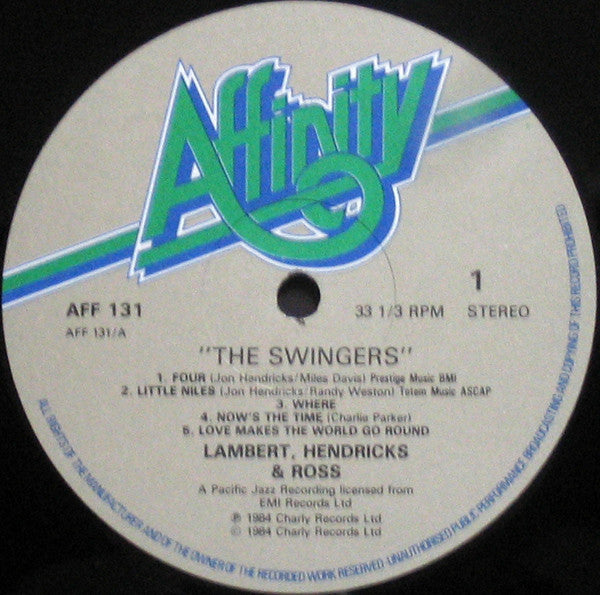 Affinity
AFF 131
AFF 131/A
33 1/3 RPM
1
STEREO
"THE SWINGERS"
1. FOUR (Jon Hendricks/Miles Davis) Prestige Music BMI
2. LITTLE NILES (Jon Hendricks/Randy Weston) Totem Music ASCAP
3. WHERE
4. NOW'S THE TIME (Charlie Parker)
5. LOVE MAKES THE WORLD GO ROUND
LAMBERT, HENDRICKS
& ROSS
A Pacific Jazz Recording licensed from
EMI Records Ltd
℗ 1984 Charly Records Ltd
© 1984 Charly Records Ltd
ALL RIGHTS OF THE MANUFACTURER AND OF THE OWNER OF THE RECORDED WORK RESERVED · UNAUTHORISED PUBLIC PERFORMANCE BROADCASTING AND COPYING OF THIS RECORD PROHIBITED